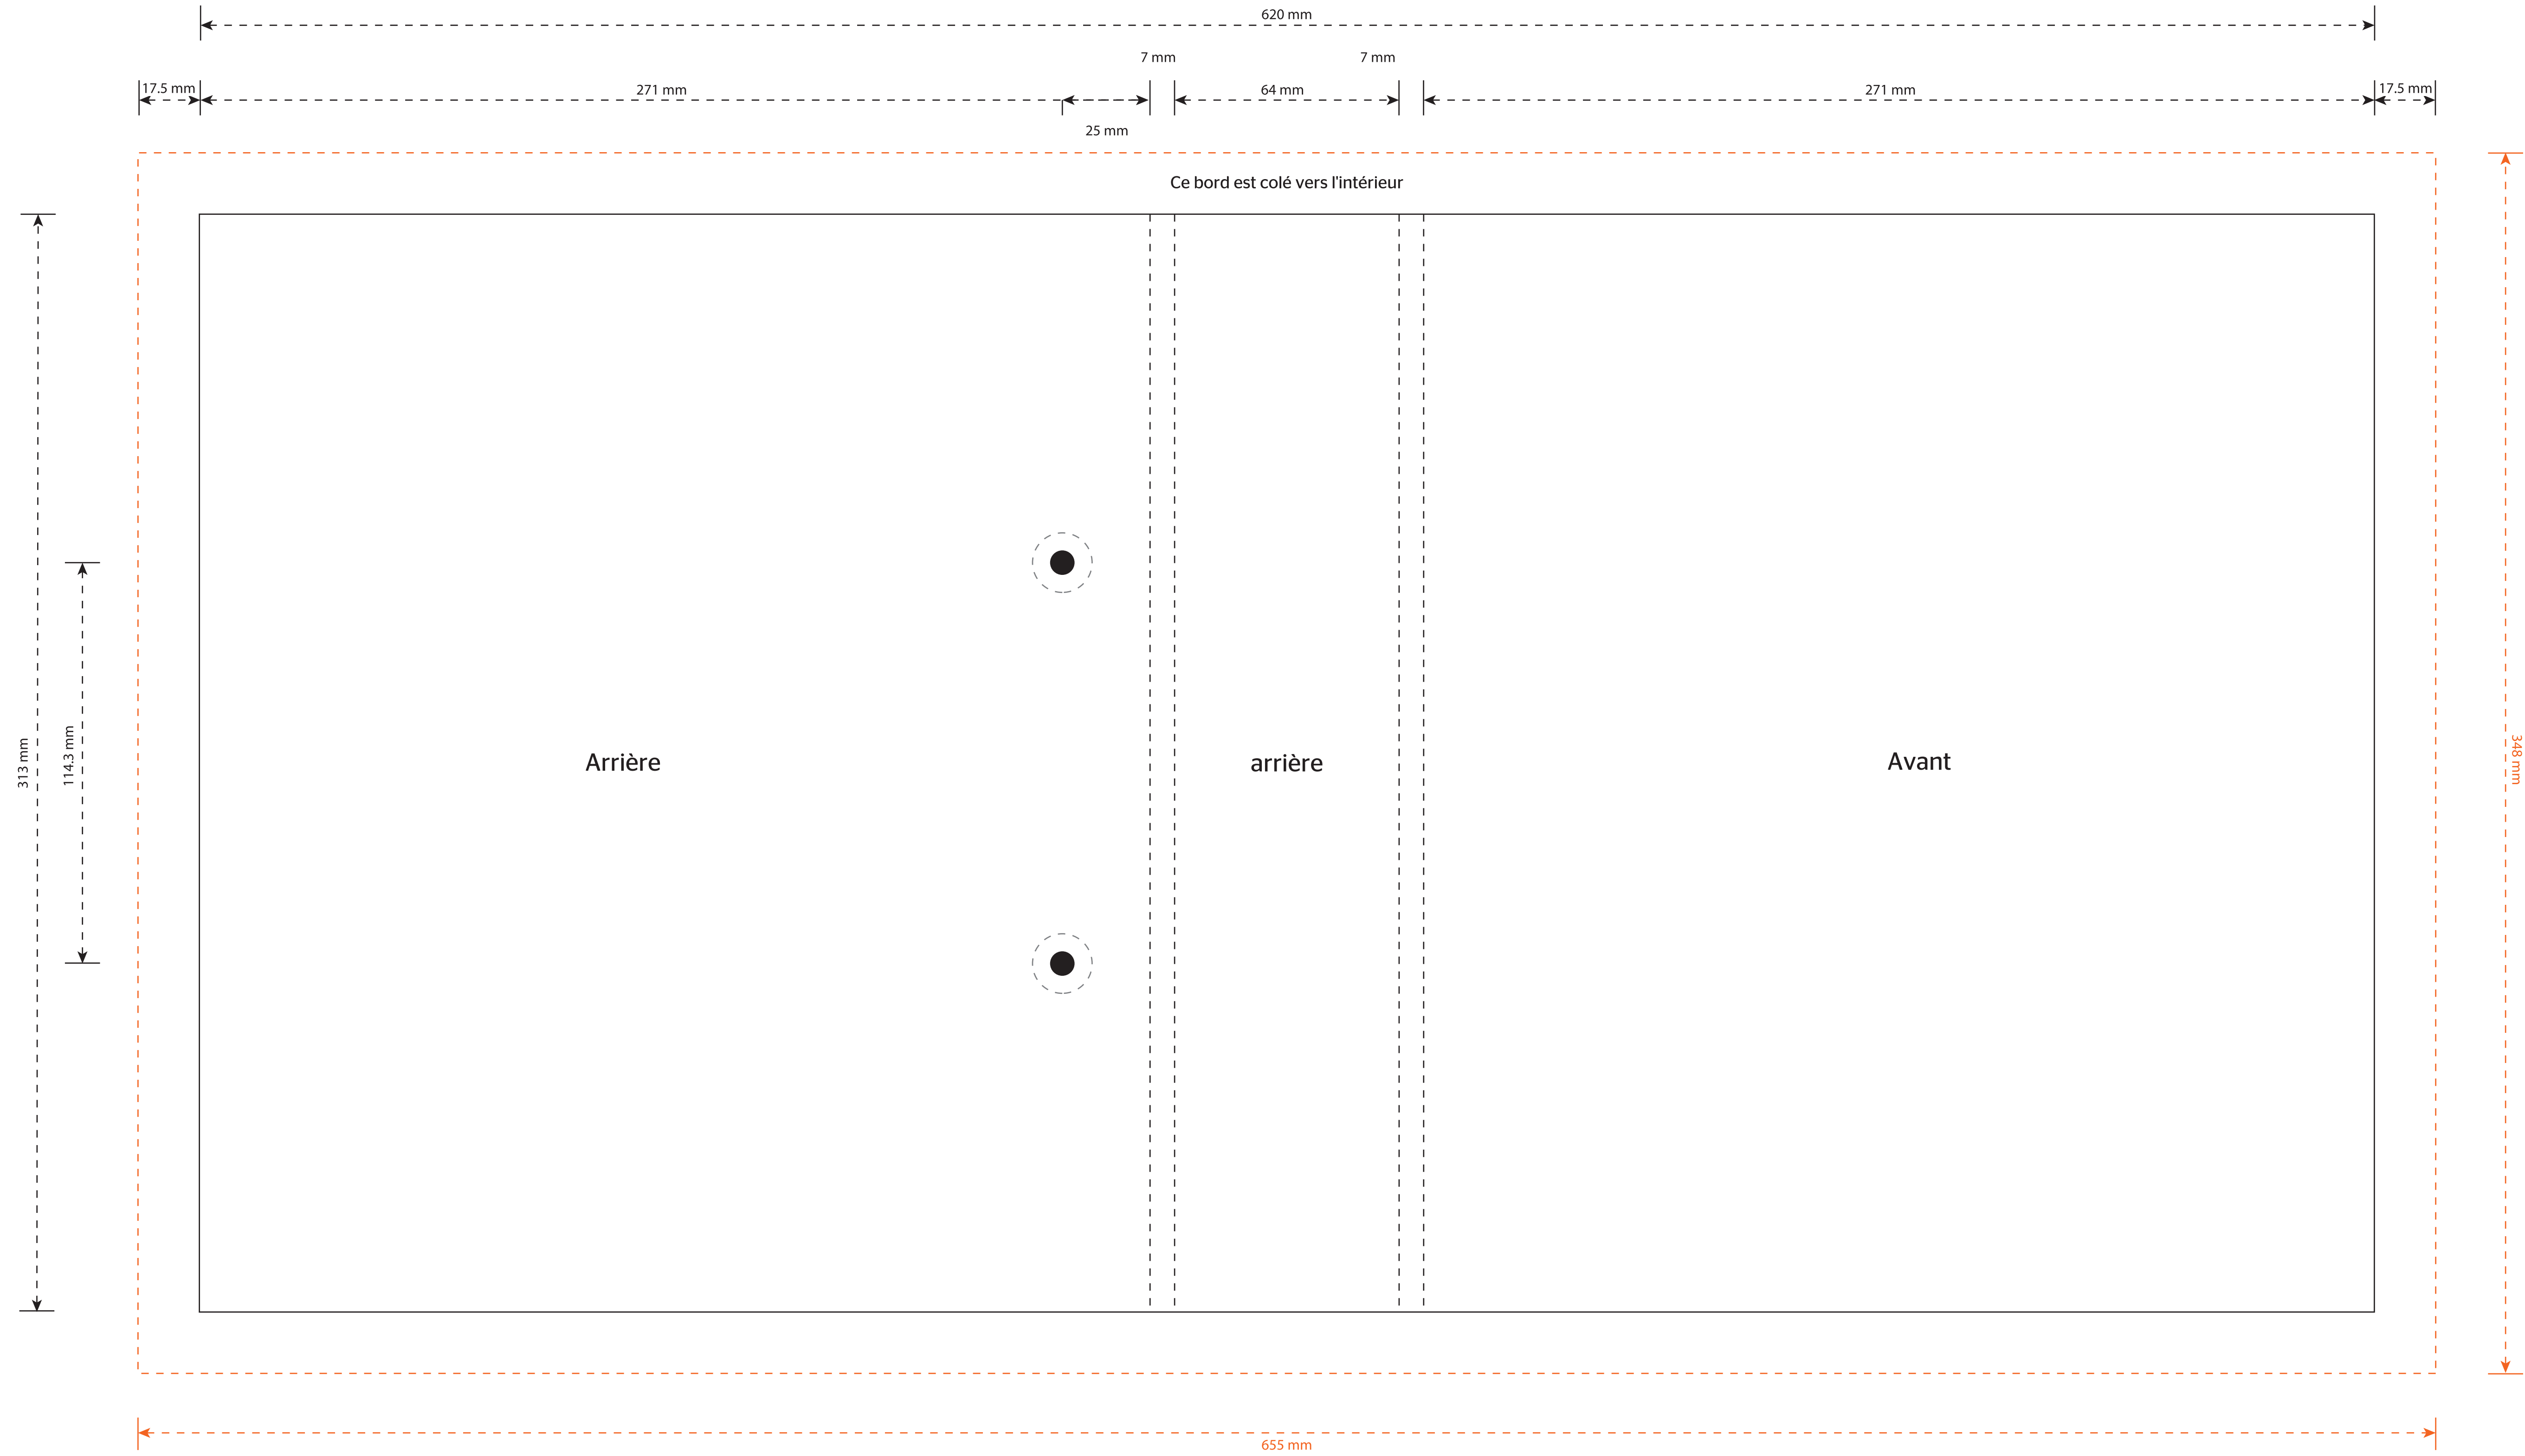 620 mm
7 mm
7 mm
17.5 mm
271 mm
64 mm
271 mm
17.5 mm
25 mm
Ce bord est colé vers l'intérieur
313 mm
114.3 mm
Arrière
arrière
Avant
348 mm
655 mm